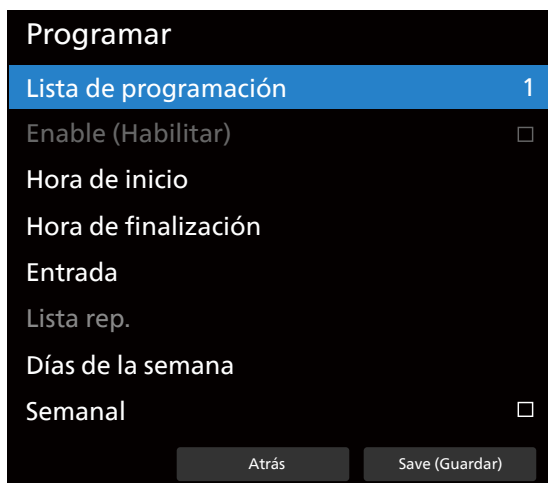 Programar
Lista de programación 1
Enable (Habilitar)
Hora de inicio
Hora de finalización
Entrada
Lista rep.
Días de la semana
Semanal
Atrás Save (Guardar)